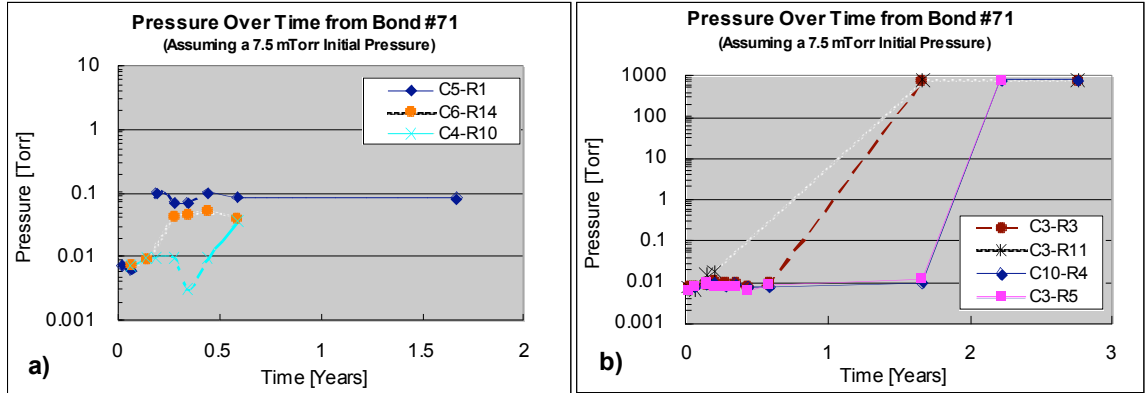 Pressure Over Time from Bond #71
(Assuming a 7.5 mTorr Initial Pressure)
10
1
0.1
0.01
0.001
Pressure [Torr]
C5-R1
C6-R14
C4-R10
0
0.5
1
1.5
2
Time [Years]
a)
Pressure Over Time from Bond #71
(Assuming a 7.5 mTorr Initial Pressure)
1000
100
10
1
0.1
0.01
0.001
Pressure [Torr]
C3-R3
C3-R11
C10-R4
C3-R5
0
1
2
3
Time [Years]
b)